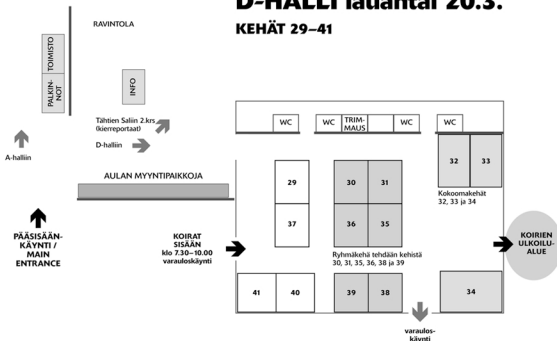 D-HALLI lauantai 20.3.
KEHÄT 29–41
RAVINTOLA
TOIMISTO
PALKIN-
NOT
INFO
Tähtien Saliin 2.krs
(kierreportaat)
D-halliin
A-halliin
AULAN MYYNTIPAIKKOJA
PÄÄSISÄÄN-
KÄYNTI /
MAIN
ENTRANCE
KOIRAT
SISÄÄN
klo 7.30–10.00
varauloskäynti
WC
WC
TRIM-
MAUS
WC
WC
29
30
31
32
33
Kokoomakehät
32, 33 ja 34
37
36
35
Ryhmäkehä tehdään kehistä
30, 31, 35, 36, 38 ja 39
KOIRIEN
ULKOILU-
ALUE
41
40
39
38
34
varaulos-
käynti